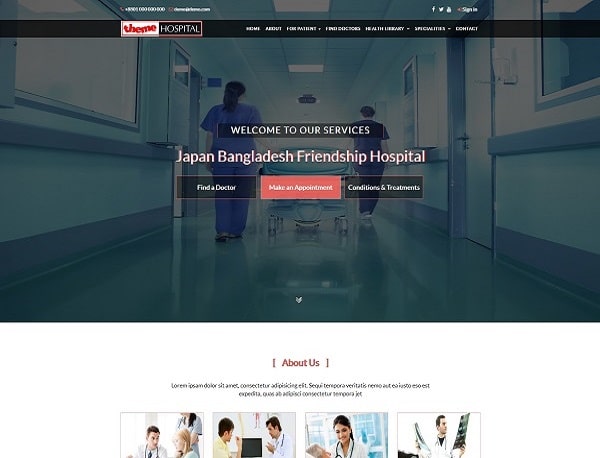 +8801 000 000 000 demo@demo.com Sign in
theme HOSPITAL
HOME ABOUT FOR PATIENT FIND DOCTORS HEALTH LIBRARY SPECIALITIES CONTACT
WELCOME TO OUR SERVICES
Japan Bangladesh Friendship Hospital
Find a Doctor Make an Appointment Conditions & Treatments
[ About Us ]
Lorem ipsum dolor sit amet, consectetur adipisicing elit. Sequi tempora veritatis nemo aut ea iusto eos est
expedita, quas ab adipisci consectetur tempora jet